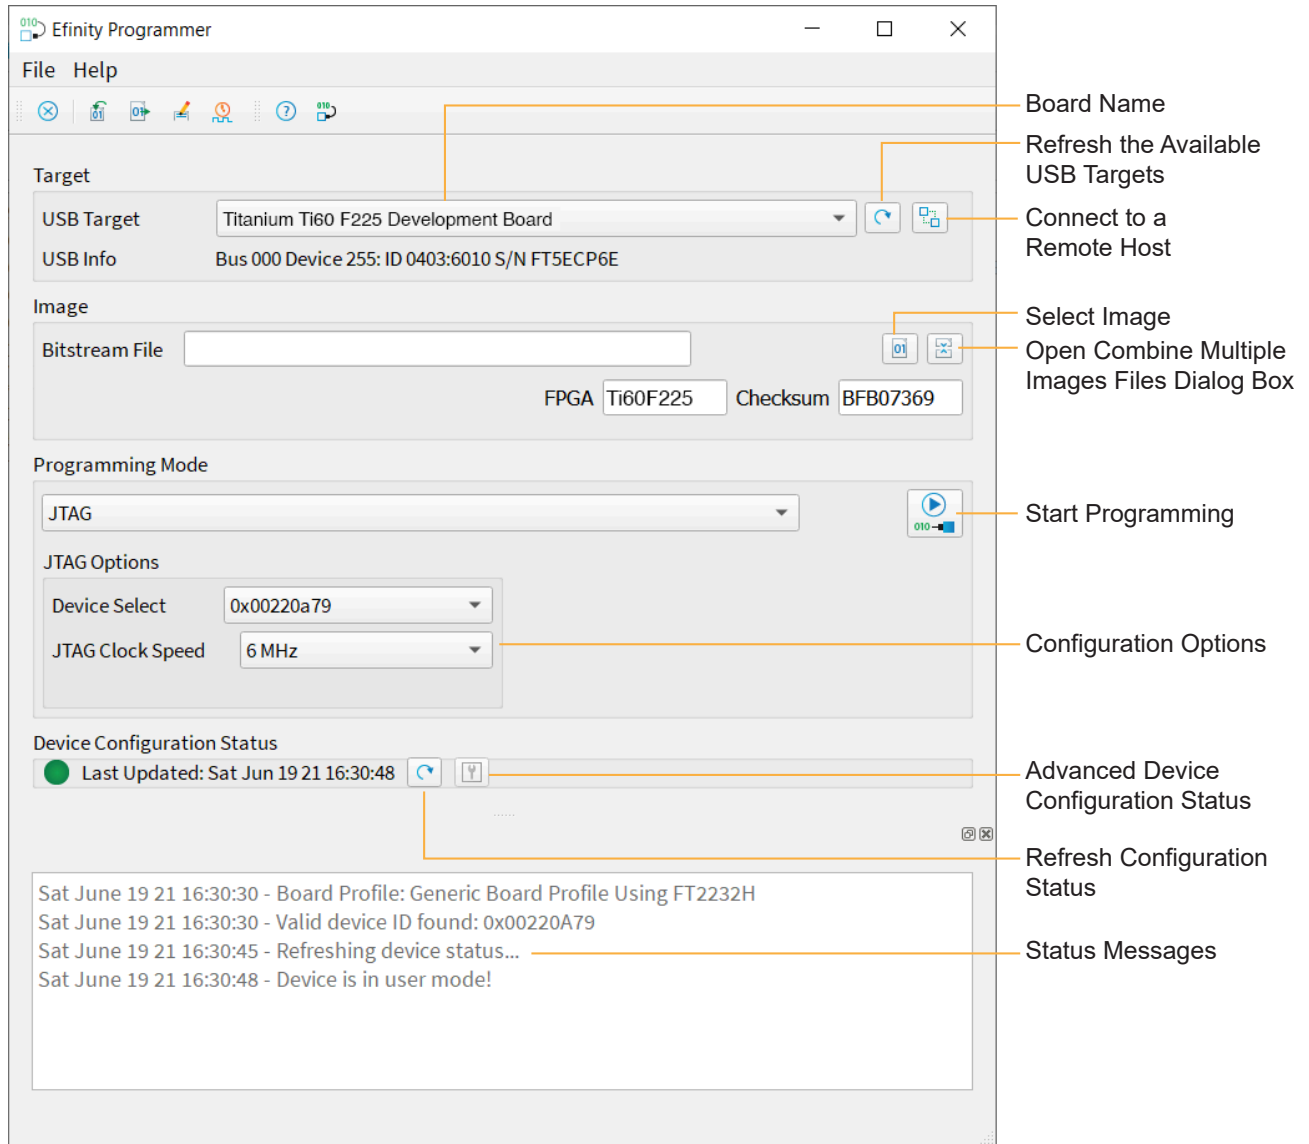 Efinity Programmer
File Help
Board Name
Refresh the Available
USB Targets
Target
USB Target Titanium Ti60 F225 Development Board
Connect to a
Remote Host
USB Info Bus 000 Device 255: ID 0403:6010 S/N FT5ECP6E
Image
Select Image
Bitstream File
Open Combine Multiple
Images Files Dialog Box
FPGA Ti60F225 Checksum BFB07369
Programming Mode
JTAG
Start Programming
JTAG Options
Device Select 0x00220a79
JTAG Clock Speed 6 MHz
Configuration Options
Device Configuration Status
Last Updated: Sat Jun 19 21 16:30:48
Advanced Device
Configuration Status
Refresh Configuration
Status
Sat June 19 21 16:30:30 - Board Profile: Generic Board Profile Using FT2232H
Sat June 19 21 16:30:30 - Valid device ID found: 0x00220A79
Sat June 19 21 16:30:45 - Refreshing device status...
Status Messages
Sat June 19 21 16:30:48 - Device is in user mode!